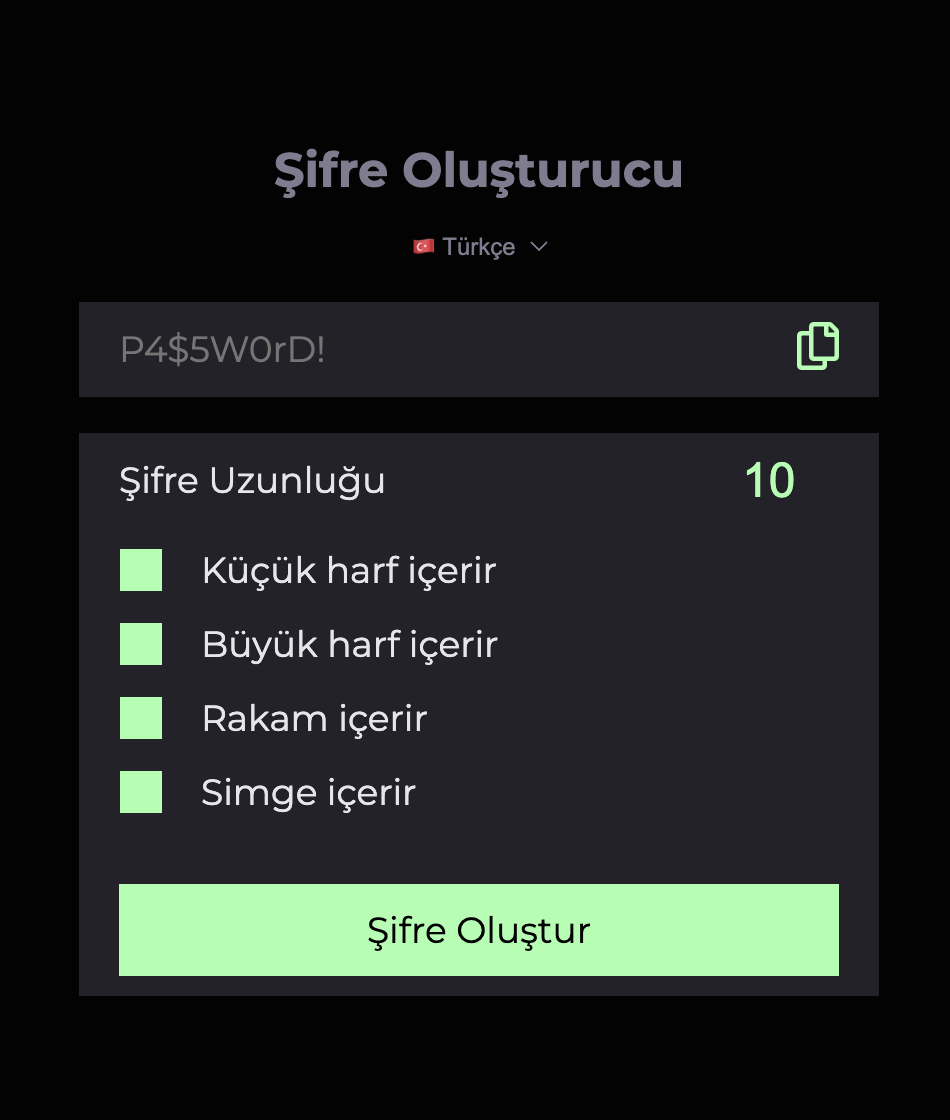 Şifre Oluşturucu
Türkçe
P4$5W0rD!
Şifre Uzunluğu 10
Küçük harf içerir
Büyük harf içerir
Rakam içerir
Simge içerir
Şifre Oluştur